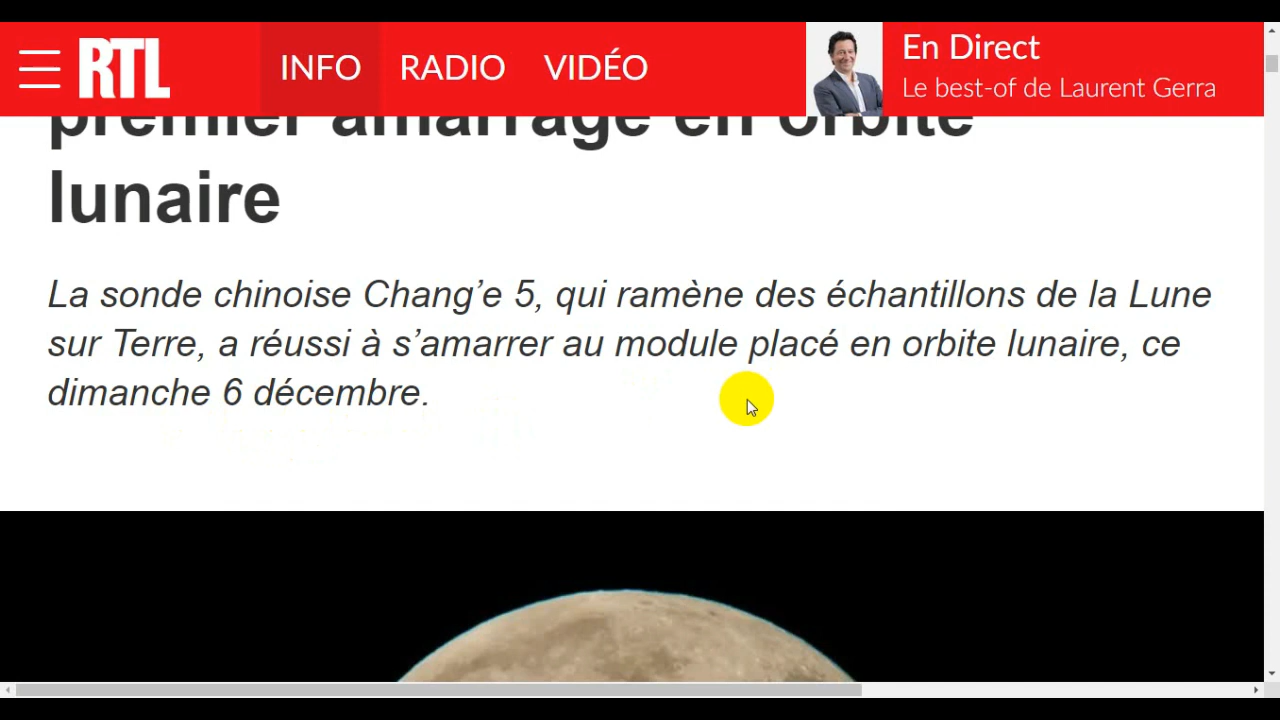 RTL
INFO
RADIO
VIDÉO
En Direct
Le best-of de Laurent Gerra
premier amarrage en orbite
lunaire
La sonde chinoise Chang’e 5, qui ramène des échantillons de la Lune
sur Terre, a réussi à s’amarrer au module placé en orbite lunaire, ce
dimanche 6 décembre.